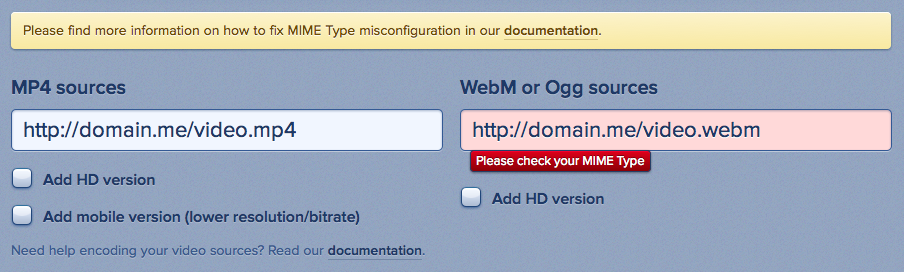 Please find more information on how to fix MIME Type misconfiguration in our documentation.
MP4 sources
http://domain.me/video.mp4
Add HD version
Add mobile version (lower resolution/bitrate)
Need help encoding your video sources? Read our documentation.
WebM or Ogg sources
http://domain.me/video.webm
Please check your MIME Type
Add HD version